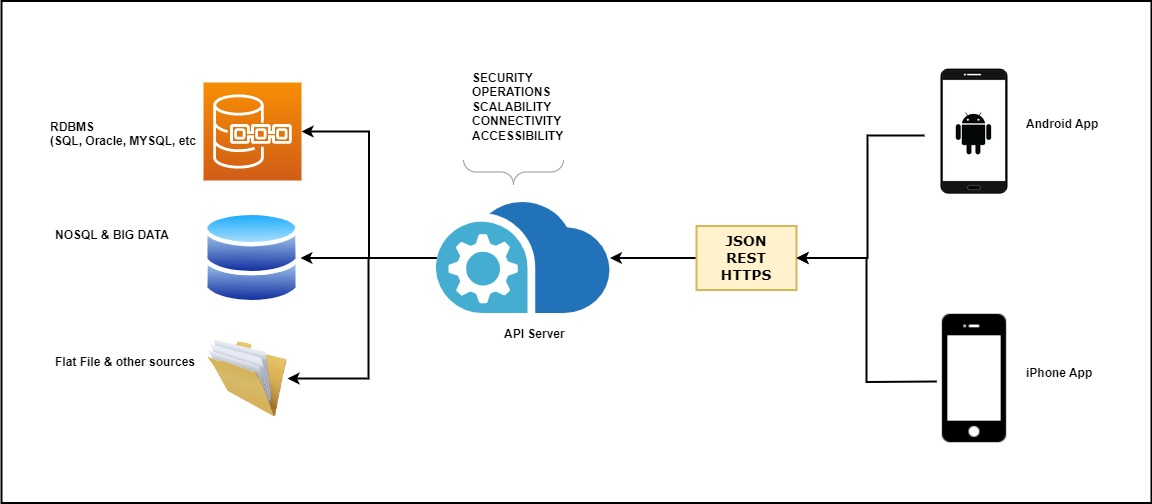 SECURITY
OPERATIONS
SCALABILITY
CONNECTIVITY
ACCESSIBILITY
RDBMS
(SQL, Oracle, MYSQL, etc
NOSQL & BIG DATA
Flat File & other sources
API Server
JSON
REST
HTTPS
Android App
iPhone App